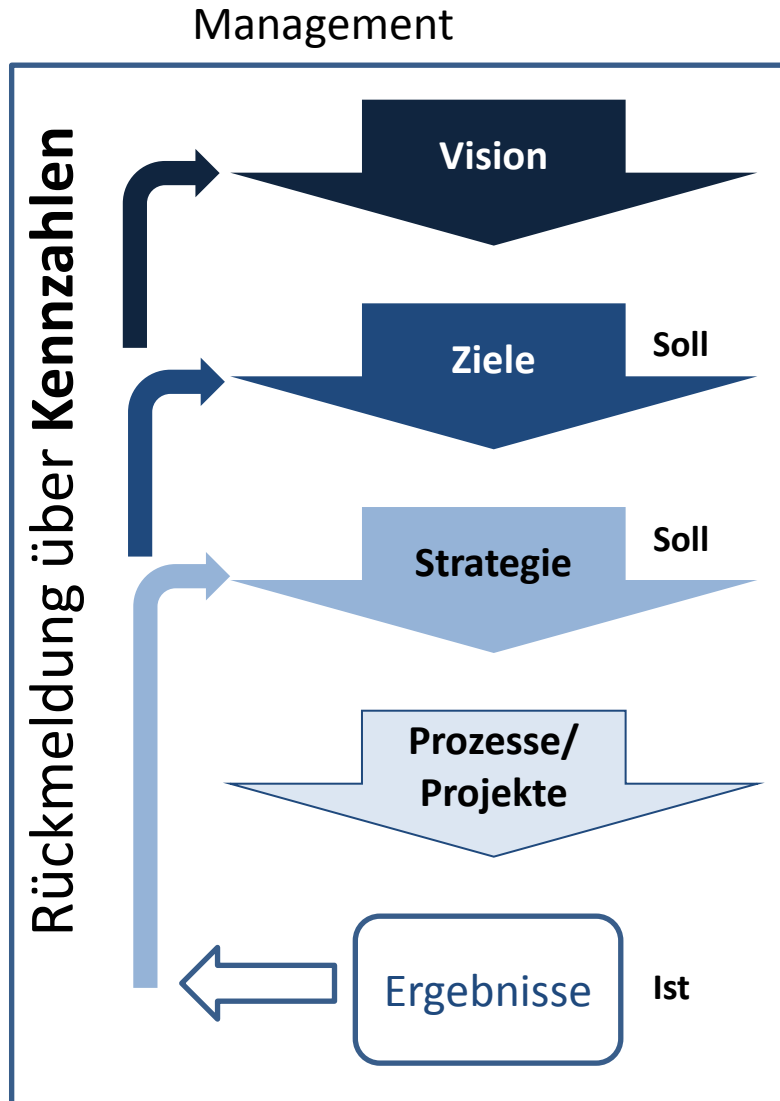 Management
Rückmeldung über Kennzahlen
Vision
Ziele
Soll
Strategie
Soll
Prozesse/
Projekte
Ergebnisse
Ist